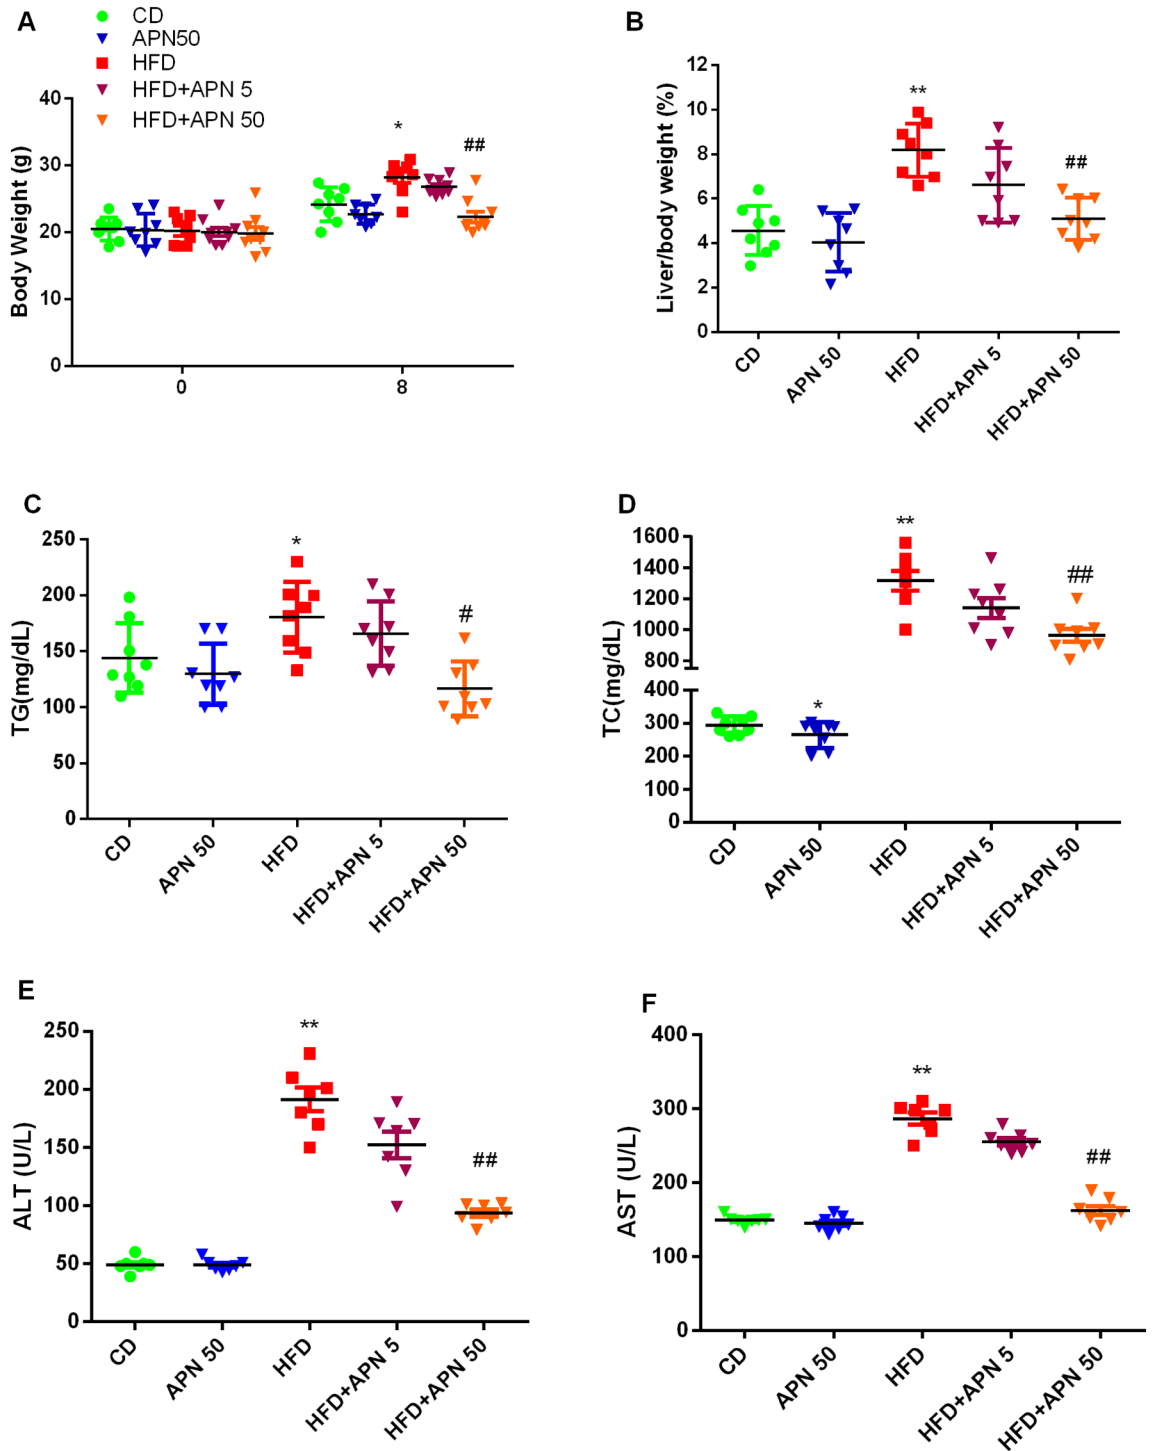 A
CD
APN50
HFD
HFD+APN 5
HFD+APN 50
Body Weight (g)
40
30
20
10
0
*
##
0
8
B
Liver/body weight (%)
12
10
8
6
4
2
0
**
##
CD
APN 50
HFD
HFD+APN 5
HFD+APN 50
C
TG(mg/dL)
250
200
150
100
50
0
*
#
CD
APN 50
HFD
HFD+APN 5
HFD+APN 50
D
TC(mg/dL)
1600
1400
1200
1000
800
400
300
200
100
0
*
**
##
CD
APN 50
HFD
HFD+APN 5
HFD+APN 50
E
ALT (U/L)
250
200
150
100
50
0
**
##
CD
APN 50
HFD
HFD+APN 5
HFD+APN 50
F
AST (U/L)
400
300
200
100
0
**
##
CD
APN 50
HFD
HFD+APN 5
HFD+APN 50